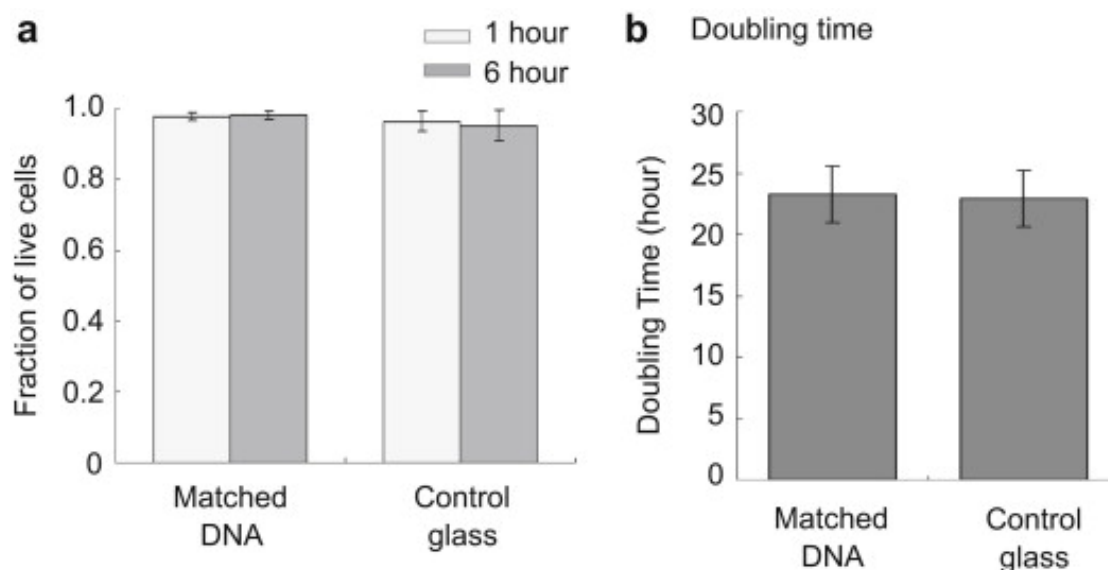 a
1 hour
6 hour
1.0
0.8
0.6
0.4
0.2
0
Fraction of live cells
Matched
DNA
Control
glass
b Doubling time
30
25
20
15
10
5
0
Doubling Time (hour)
Matched
DNA
Control
glass